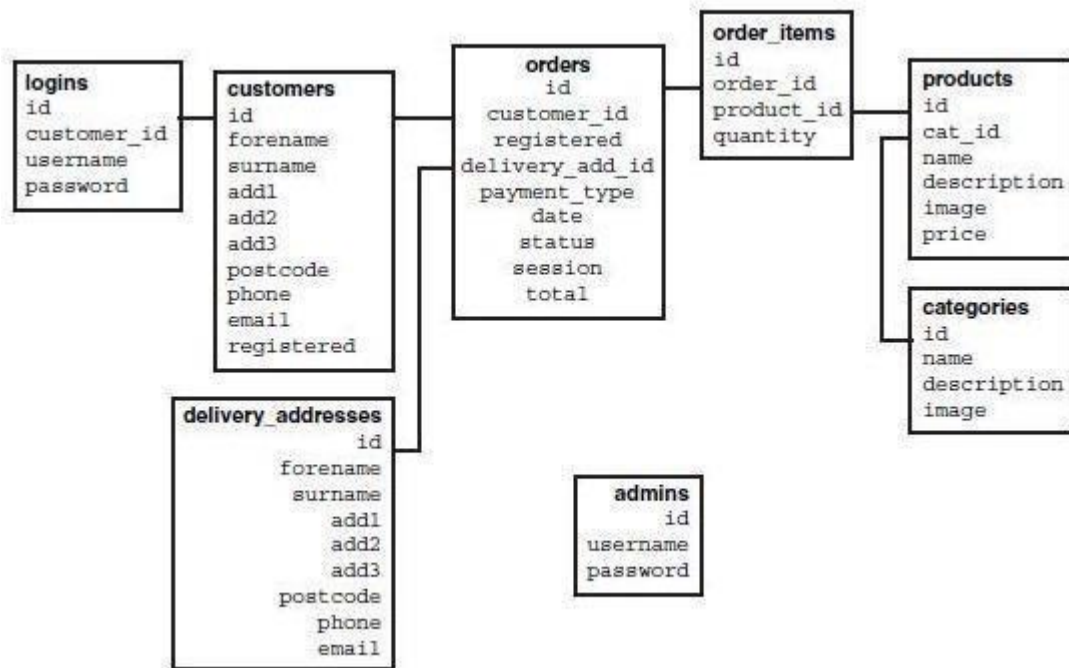 logins
id
customer_id
username
password
customers
id
forename
surname
add1
add2
add3
postcode
phone
email
registered
orders
id
customer_id
registered
delivery_add_id
payment_type
date
status
session
total
order_items
id
order_id
product_id
quantity
products
id
cat_id
name
description
image
price
categories
id
name
description
image
delivery_addresses
id
forename
surname
add1
add2
add3
postcode
phone
email
admins
id
username
password